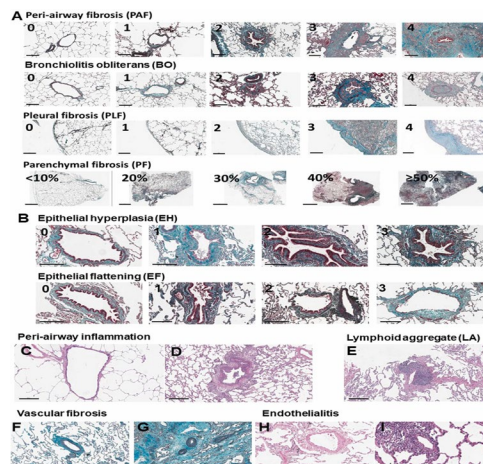 A Peri-airway fibrosis (PAF)
0 1 2 3 4
Bronchiolitis obliterans (BO)
0 1 2 3 4
Pleural fibrosis (PLF)
0 1 2 3 4
Parenchymal fibrosis (PF)
<10% 20% 30% 40% ≥50%
B Epithelial hyperplasia (EH)
0 1 2 3
Epithelial flattening (EF)
0 1 2 3
Peri-airway inflammation Lymphoid aggregate (LA)
C D E
Vascular fibrosis Endothelialitis
F G H I